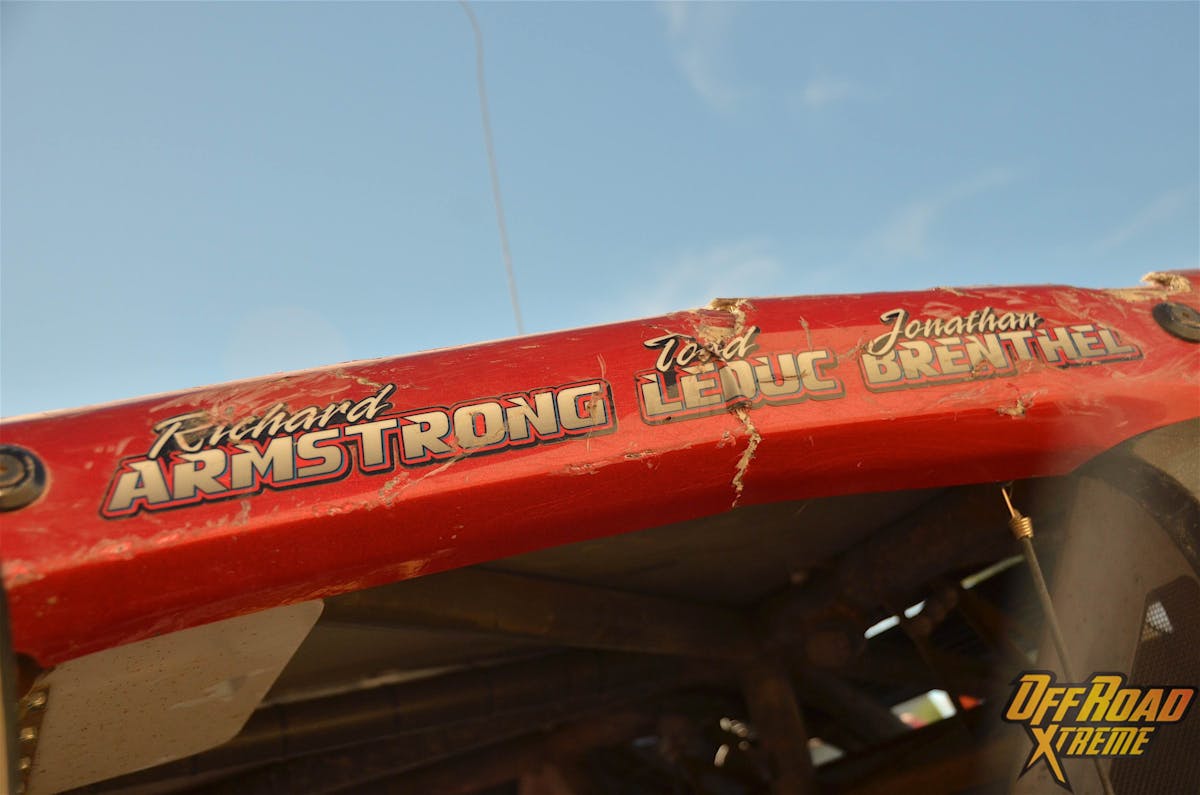 Richard
ARMSTRONG
Todd
LEDUC
Jonathan
BRENTHEL
OFFROAD
XTREME